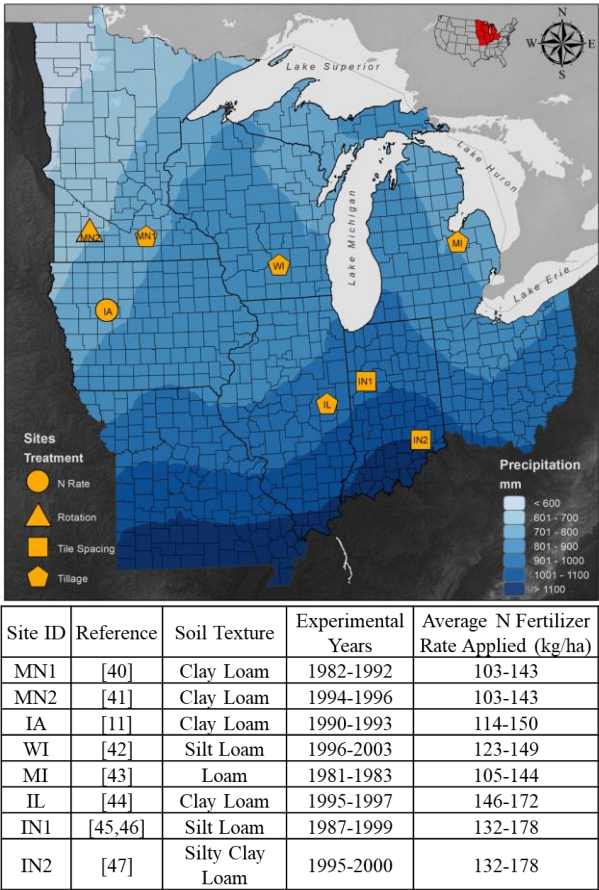 N
W E
S
Lake Superior
Lake Huron
Lake Michigan
MN2
MN1
MI
WI
Lake Erie
IA
IN1
IL
IN2
Sites
Treatment
N Rate
Rotation
Tile Spacing
Tillage
Precipitation
mm
< 600
601 - 700
701 - 800
801 - 900
901 - 1000
1001 - 1100
> 1100
Site ID Reference Soil Texture Experimental Years Average N Fertilizer Rate Applied (kg/ha)
MN1 [40] Clay Loam 1982-1992 103-143
MN2 [41] Clay Loam 1994-1996 103-143
IA [11] Clay Loam 1990-1993 114-150
WI [42] Silt Loam 1996-2003 123-149
MI [43] Loam 1981-1983 105-144
IL [44] Clay Loam 1995-1997 146-172
IN1 [45,46] Silt Loam 1987-1999 132-178
IN2 [47] Silty Clay Loam 1995-2000 132-178